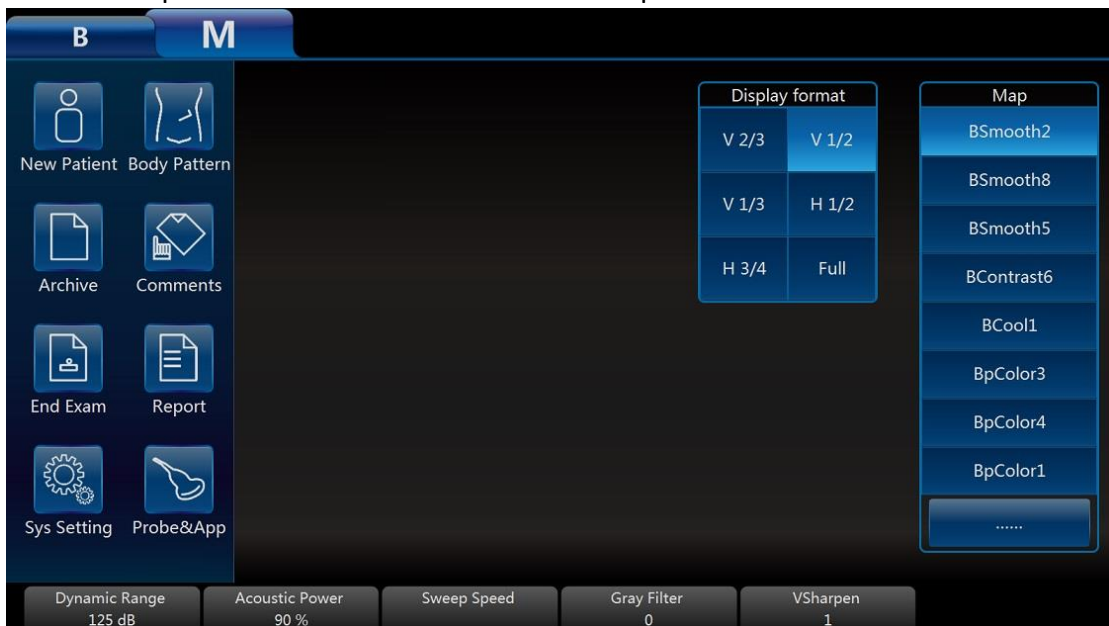 B
M
New Patient
Body Pattern
Archive
Comments
End Exam
Report
Sys Setting
Probe&App
Display format
V 2/3
V 1/2
V 1/3
H 1/2
H 3/4
Full
Map
BSmooth2
BSmooth8
BSmooth5
BContrast6
BCool1
BpColor3
BpColor4
BpColor1
......
Dynamic Range
125 dB
Acoustic Power
90 %
Sweep Speed
Gray Filter
0
VSharpen
1